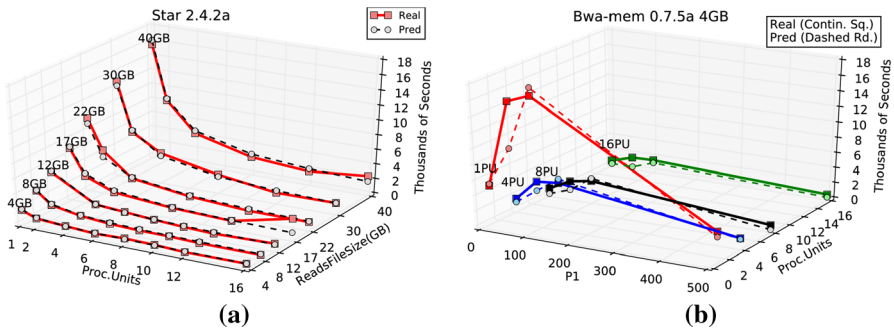 Star 2.4.2a
Real
Pred
40GB
30GB
22GB
17GB
12GB
8GB
4GB
18
16
14
12
10
8
6
4
2
0
Thousands of Seconds
1 2 4 6 8 10 12 16
Proc.Units
4 8 12 17 22 30 40
ReadsFileSize(GB)
(a)
Bwa-mem 0.7.5a 4GB
Real (Contin. Sq.)
Pred (Dashed Rd.)
1PU
4PU
8PU
16PU
18
16
14
12
10
8
6
4
2
0
Thousands of Seconds
0 100 200 300 400 500
P1
0 2 4 6 8 10 12 14 16
Proc.Units
(b)